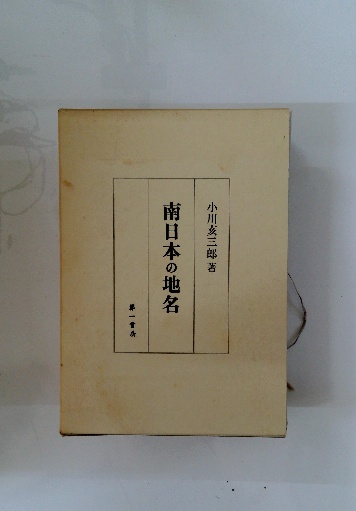 小川亥三郎著
南日本の地名
第一書房